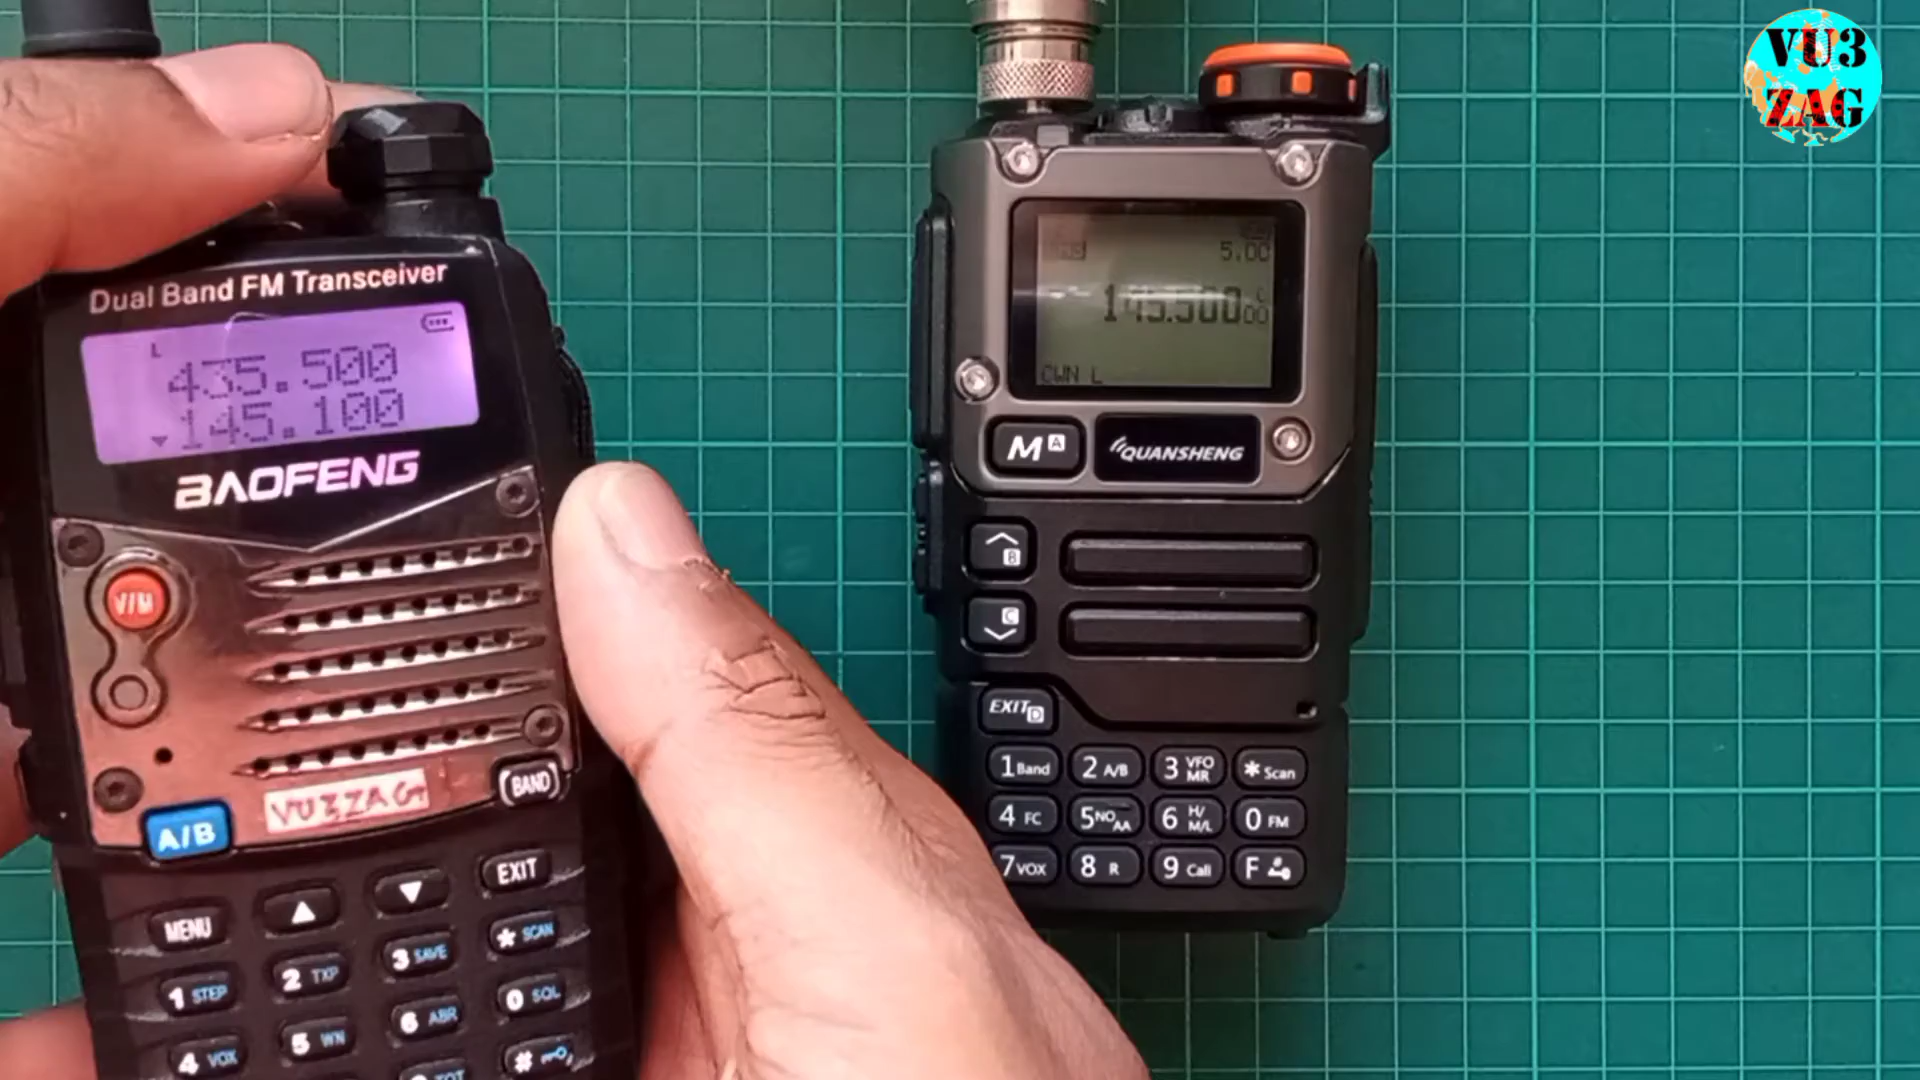 VU3
ZAG
Dual Band FM Transceiver
L
435.500
145.100
BAOFENG
V/M
VU3ZAG
BAND
A/B
MENU
EXIT
1 STEP
2 TXP
3 SAVE
* SCAN
4 VOX
5 WN
6 ABR
0 SQL
#
TOT
5.00
145.50000
L
M A
QUANSHENG
B
C
EXIT D
1 Band
2 A/B
3 VFO MR
* Scan
4 FC
5 NOAA
6 H/M/L
0 FM
7 VOX
8 R
9 Call
F